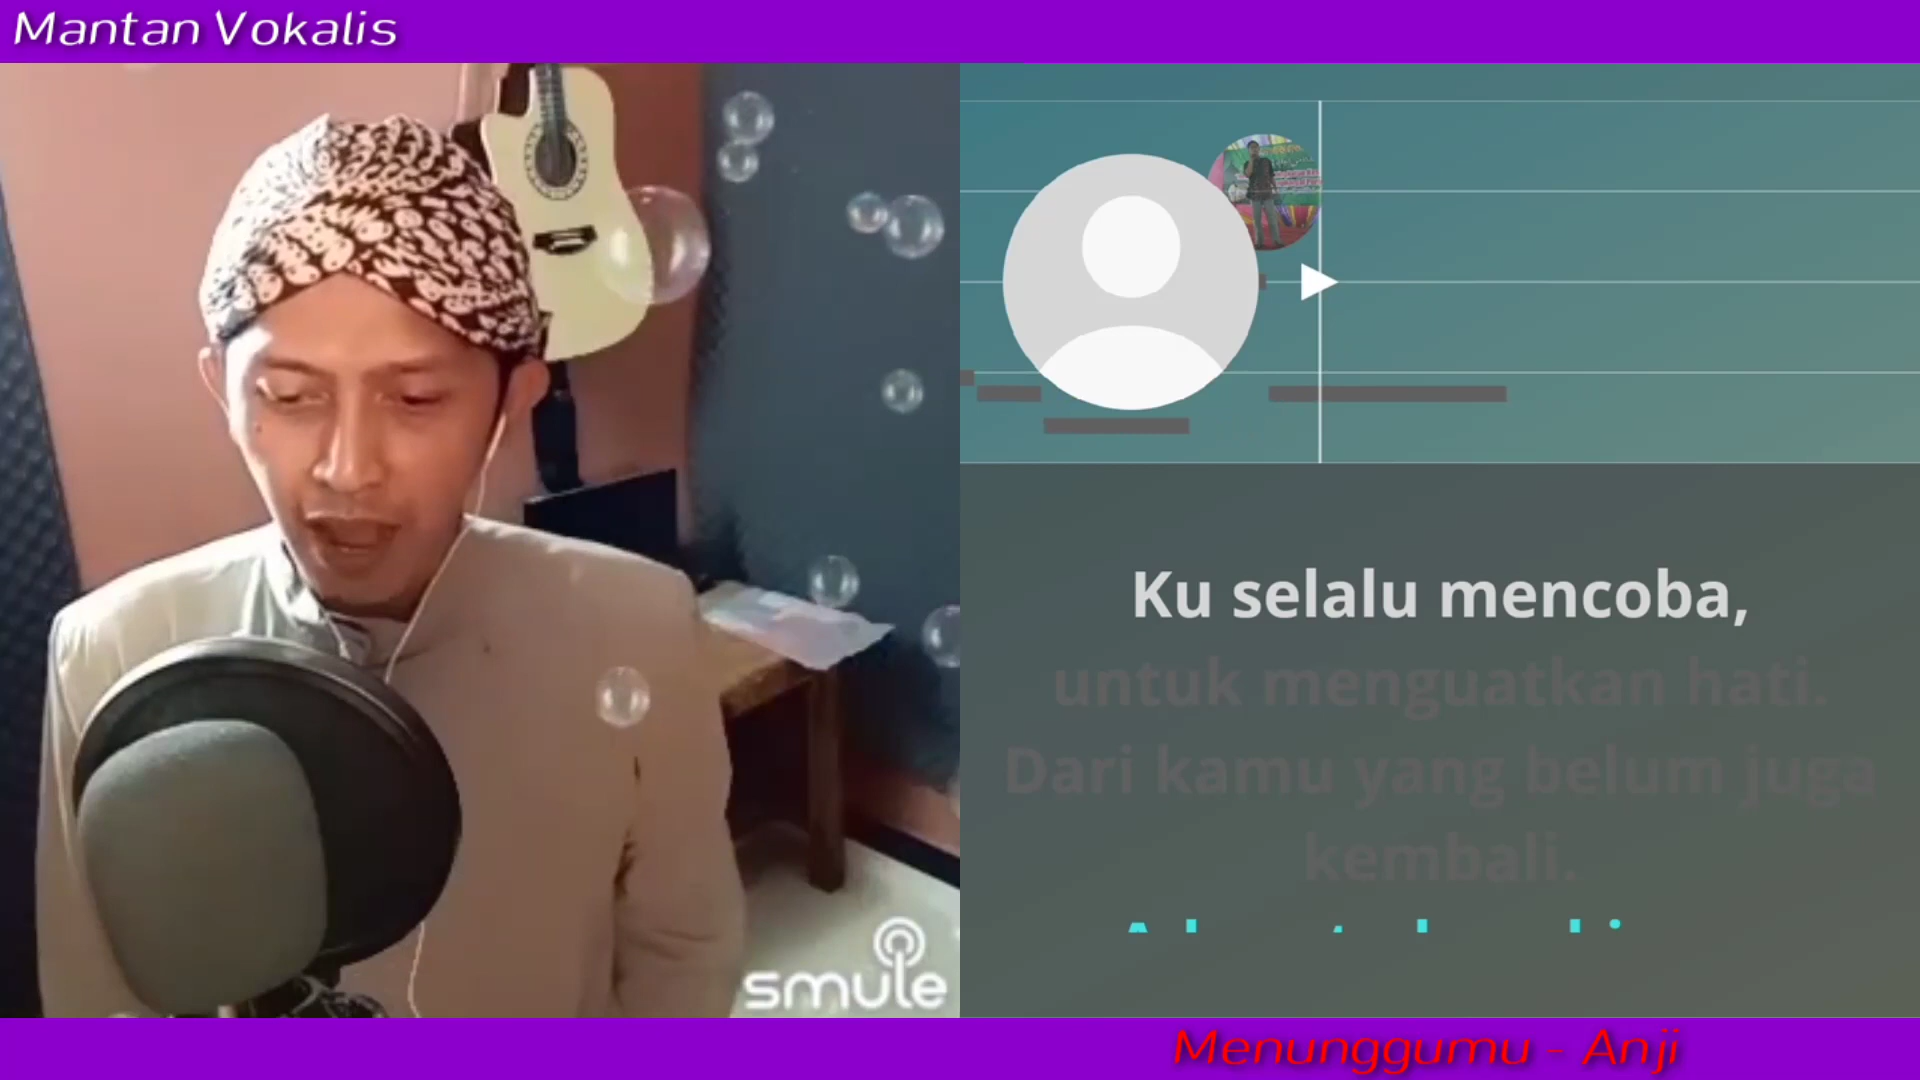 Mantan Vokalis
Ku selalu mencoba,
untuk menguatkan hati.
Dari kamu yang belum juga
kembali.
smule
Menunggumu - Anji